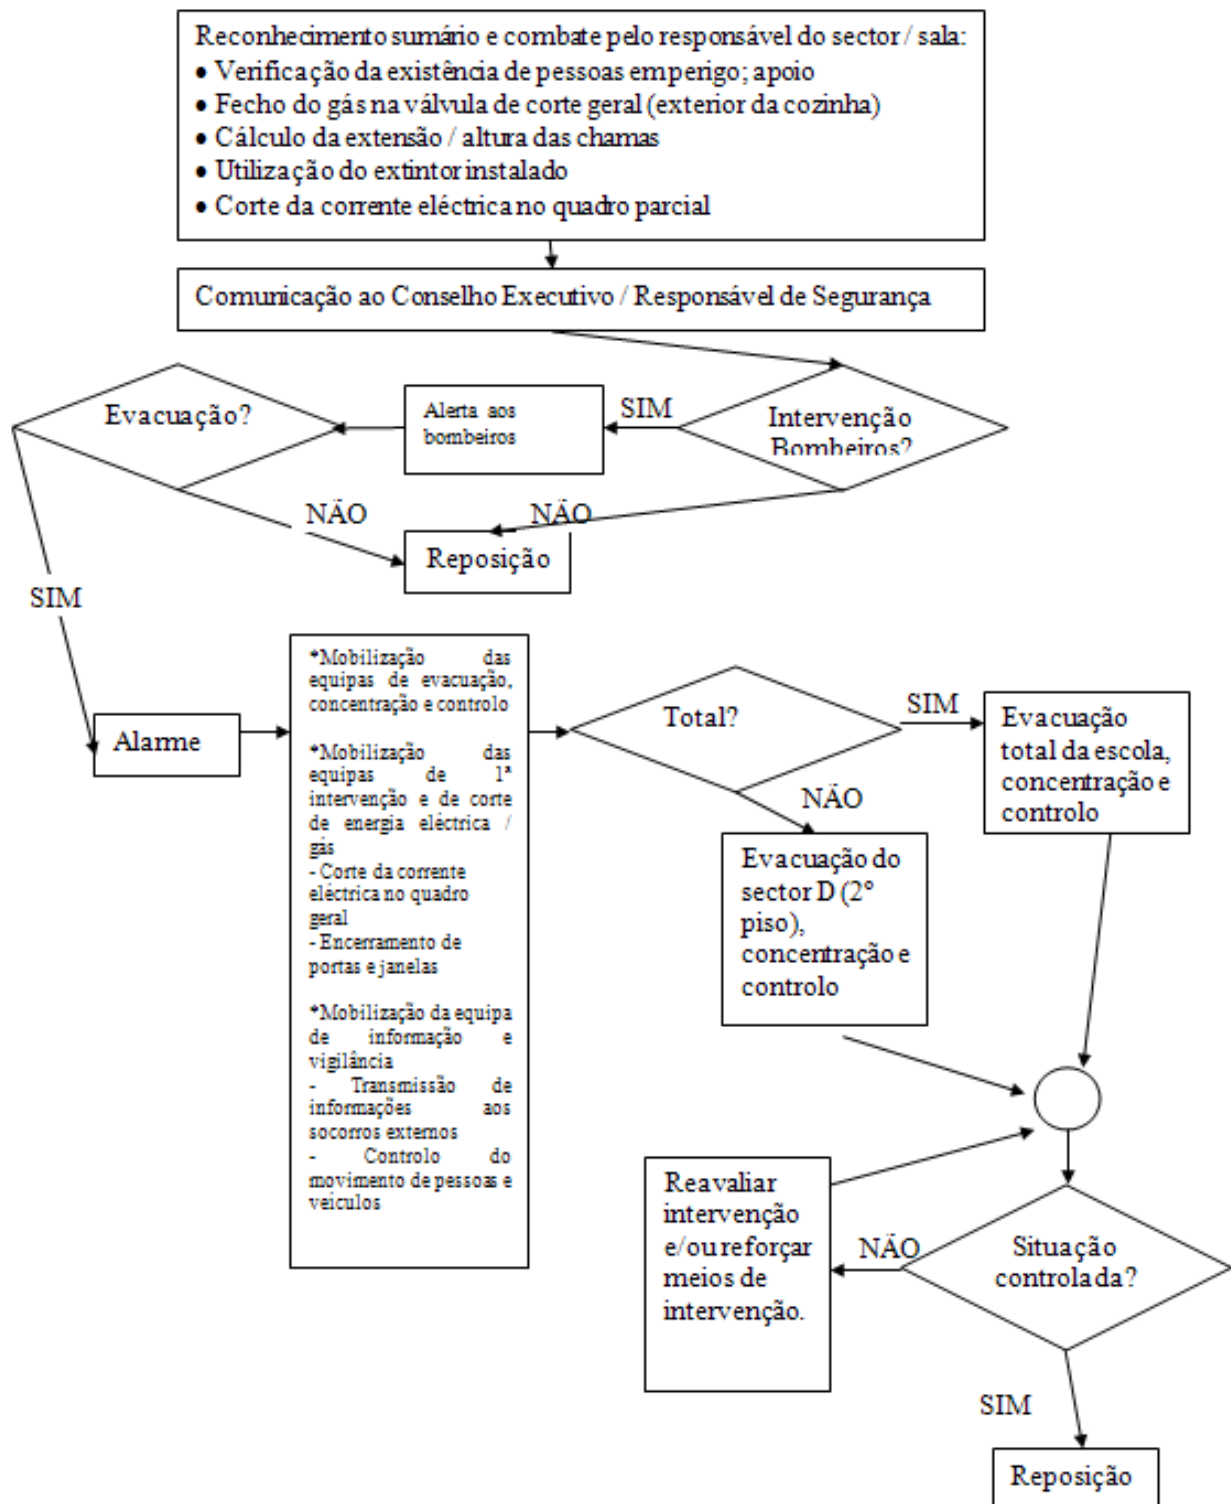 Reconhecimento sumário e combate pelo responsável do sector / sala:
• Verificação da existência de pessoas em perigo; apoio
• Fecho do gás na válvula de corte geral (exterior da cozinha)
• Cálculo da extensão / altura das chamas
• Utilização do extintor instalado
• Corte da corrente eléctrica no quadro parcial
Comunicação ao Conselho Executivo / Responsável de Segurança
Evacuação?
Alerta aos
bombeiros
SIM
Intervenção
Bombeiros?
NÃO
NÃO
Reposição
SIM
Alarme
*Mobilização das
equipas de evacuação,
concentração e controlo
*Mobilização das
equipas de 1ª
intervenção e de corte
de energia eléctrica /
gás
- Corte da corrente
eléctrica no quadro
geral
- Encerramento de
portas e janelas
*Mobilização da equipa
de informação e
vigilância
- Transmissão de
informações aos
socorros externos
- Controlo do
movimento de pessoas e
veículos
Total?
SIM
Evacuação
total da escola,
concentração e
controlo
NÃO
Evacuação do
sector D (2º
piso),
concentração e
controlo
Reavaliar
intervenção
e/ou reforçar
meios de
intervenção.
NÃO
Situação
controlada?
SIM
Reposição